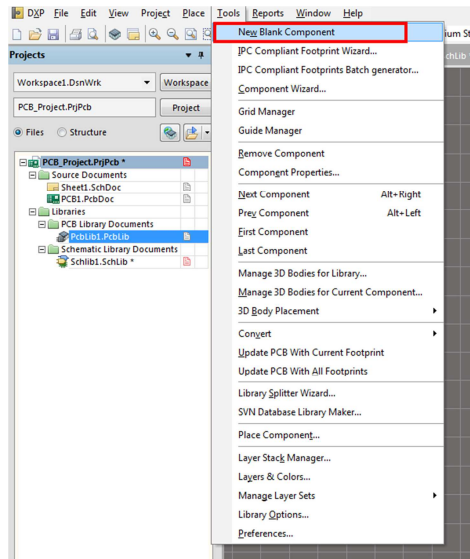 DXP File Edit View Project Place Tools Reports Window Help
Projects
Workspace1.DsnWrk Workspace
PCB_Project.PrjPcb Project
Files Structure
PCB_Project.PrjPcb *
Source Documents
Sheet1.SchDoc
PCB1.PcbDoc
Libraries
PCB Library Documents
PcbLib1.PcbLib
Schematic Library Documents
Schlib1.SchLib *
New Blank Component
IPC Compliant Footprint Wizard...
IPC Compliant Footprints Batch generator...
Component Wizard...
Grid Manager
Guide Manager
Remove Component
Component Properties...
Next Component Alt+Right
Prev Component Alt+Left
First Component
Last Component
Manage 3D Bodies for Library...
Manage 3D Bodies for Current Component...
3D Body Placement
Convert
Update PCB With Current Footprint
Update PCB With All Footprints
Library Splitter Wizard...
SVN Database Library Maker...
Place Component...
Layer Stack Manager...
Layers & Colors...
Manage Layer Sets
Library Options...
Preferences...
ium St
chLib